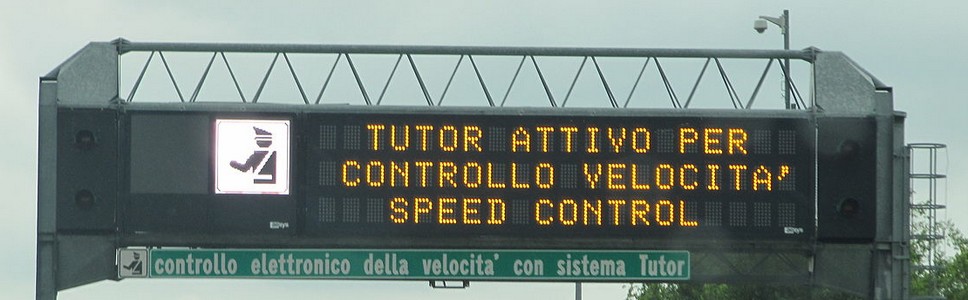 TUTOR ATTIVO PER
CONTROLLO VELOCITA'
SPEED CONTROL
controllo elettronico della velocita' con sistema Tutor